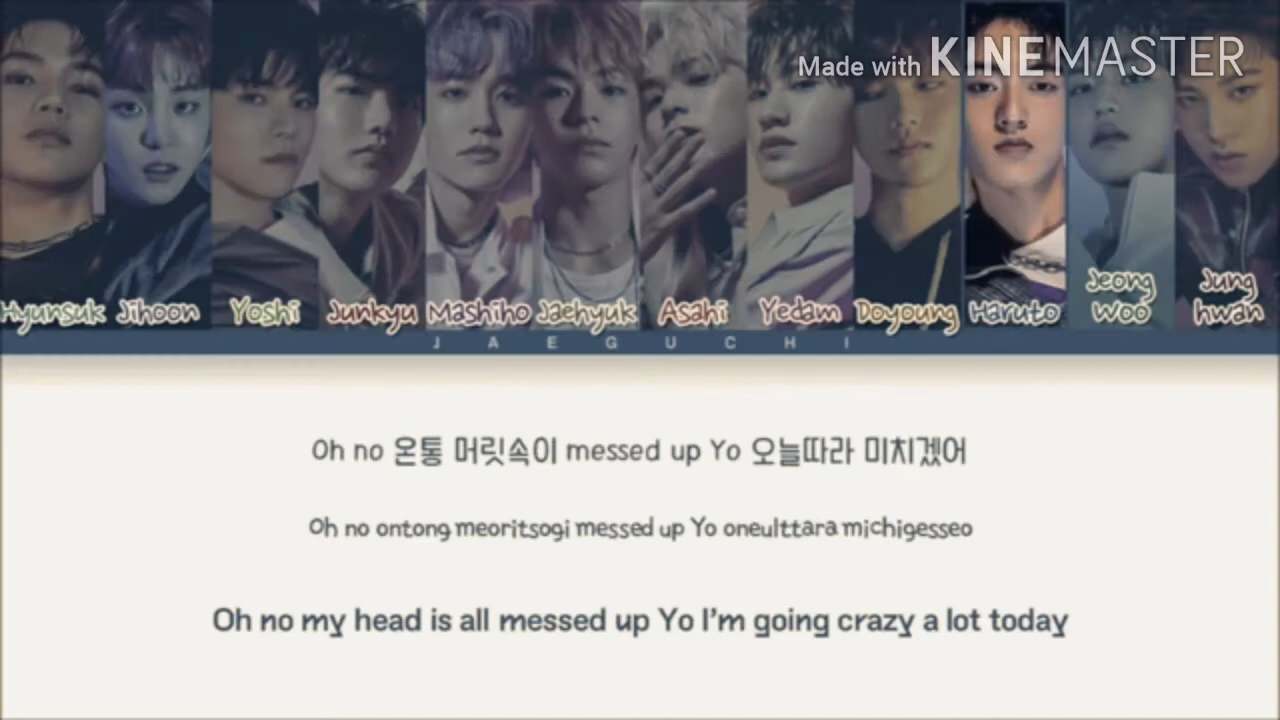 Made with KINEMASTER
Hyunsuk Jihoon Yoshi Junkyu Mashiho Jaehyuk Asahi Yedam Doyoung Haruto Jeong Woo Jung hwan
JAEGUCHI
Oh no 온통 머릿속이 messed up Yo 오늘따라 미치겠어
Oh no ontong meoritsogi messed up Yo oneulttara michigesseo
Oh no my head is all messed up Yo I'm going crazy a lot today